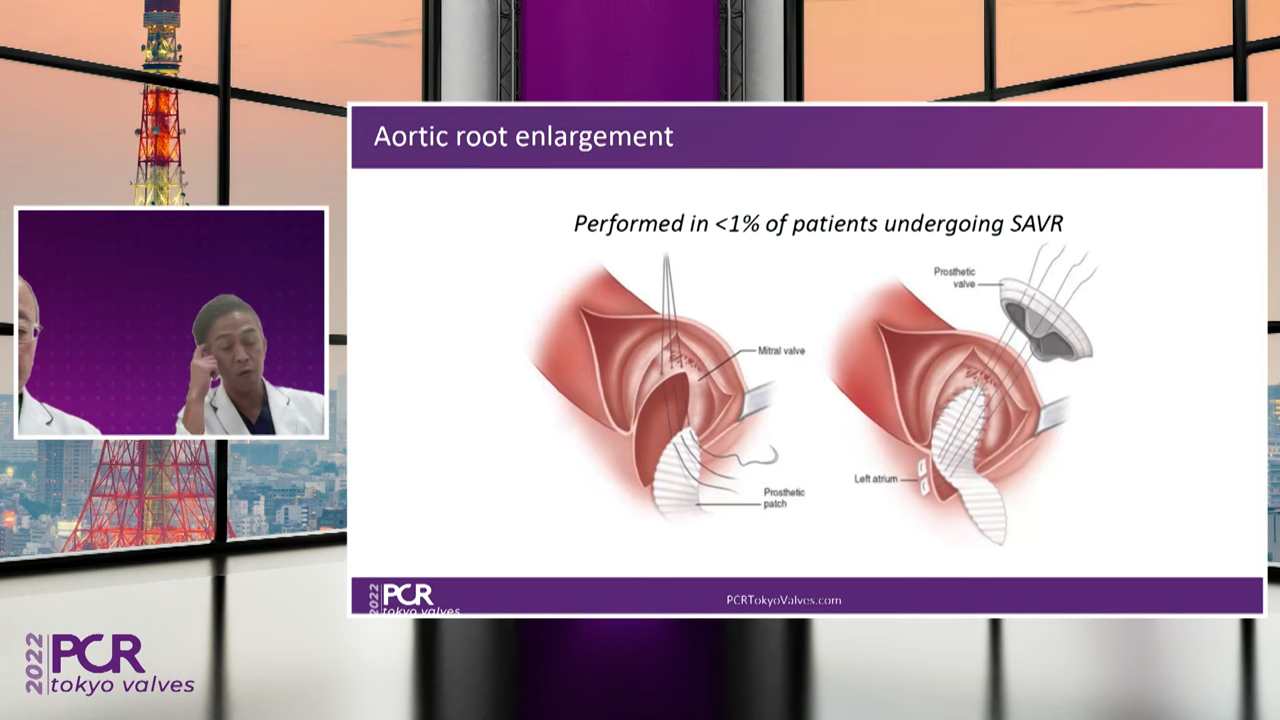 Aortic root enlargement
Performed in <1% of patients undergoing SAVR
Prosthetic
valve
Mitral valve
Left atrium
Prosthetic
patch
2022
PCR
tokyo valves
PCRTokyoValves.com
2022
PCR
tokyo valves